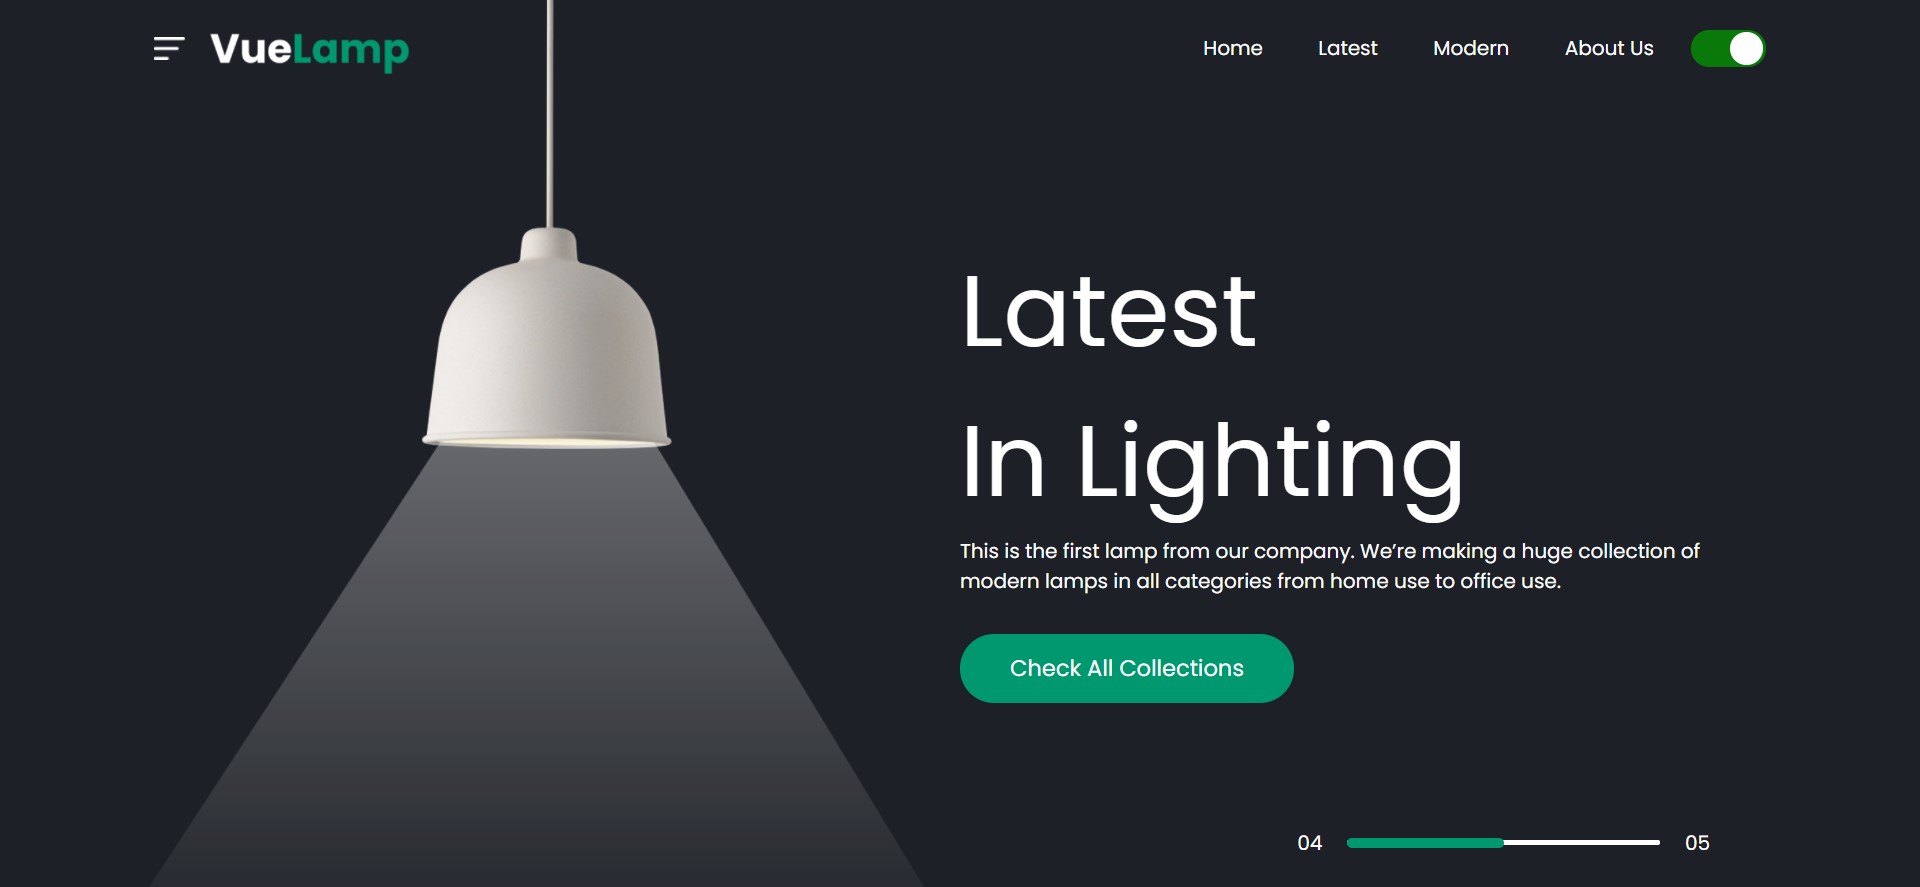 VueLamp
Home Latest Modern About Us
Latest
In Lighting
This is the first lamp from our company. We’re making a huge collection of
modern lamps in all categories from home use to office use.
Check All Collections
04 05